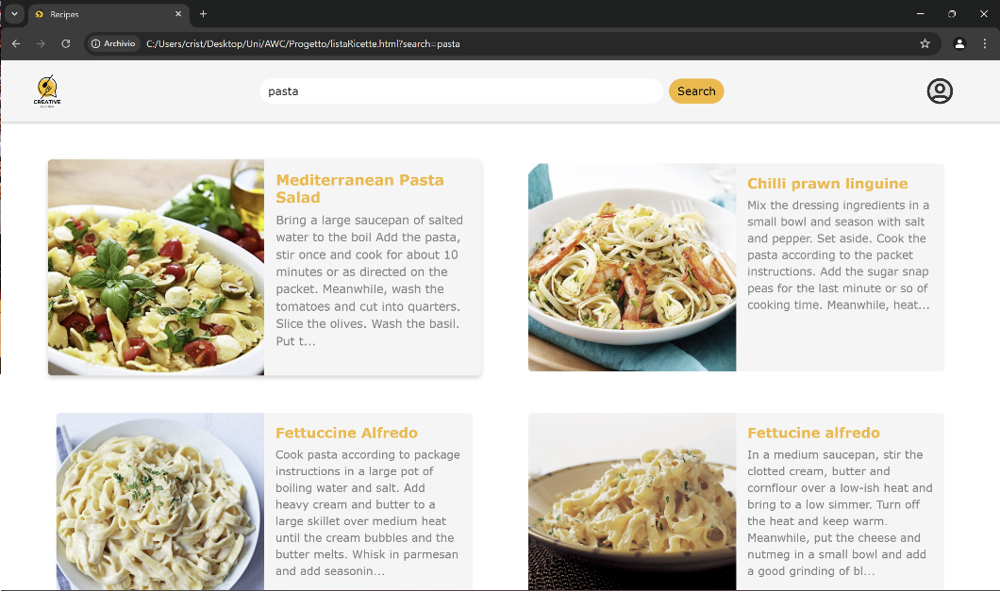 Recipes
Archivio C:/Users/crist/Desktop/Uni/AWC/Progetto/listaRicette.html?search=pasta
CREATIVE
RECIPES
pasta
Search
Mediterranean Pasta
Salad
Bring a large saucepan of salted
water to the boil Add the pasta,
stir once and cook for about 10
minutes or as directed on the
packet. Meanwhile, wash the
tomatoes and cut into quarters.
Slice the olives. Wash the basil.
Put t...
Chilli prawn linguine
Mix the dressing ingredients in a
small bowl and season with salt
and pepper. Set aside. Cook the
pasta according to the packet
instructions. Add the sugar snap
peas for the last minute or so of
cooking time. Meanwhile, heat...
Fettuccine Alfredo
Cook pasta according to package
instructions in a large pot of
boiling water and salt. Add
heavy cream and butter to a
large skillet over medium heat
until the cream bubbles and the
butter melts. Whisk in parmesan
and add seasonin...
Fettucine alfredo
In a medium saucepan, stir the
clotted cream, butter and
cornflour over a low-ish heat and
bring to a low simmer. Turn off
the heat and keep warm.
Meanwhile, put the cheese and
nutmeg in a small bowl and add
a good grinding of bl...